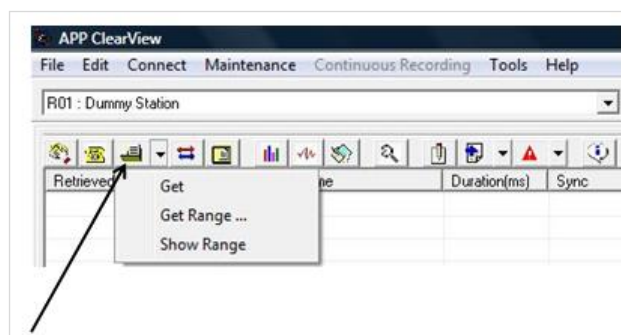 APP ClearView
File Edit Connect Maintenance Continuous Recording Tools Help
R01 : Dummy Station
Retrieved me Duration(ms) Sync
Get
Get Range ...
Show Range